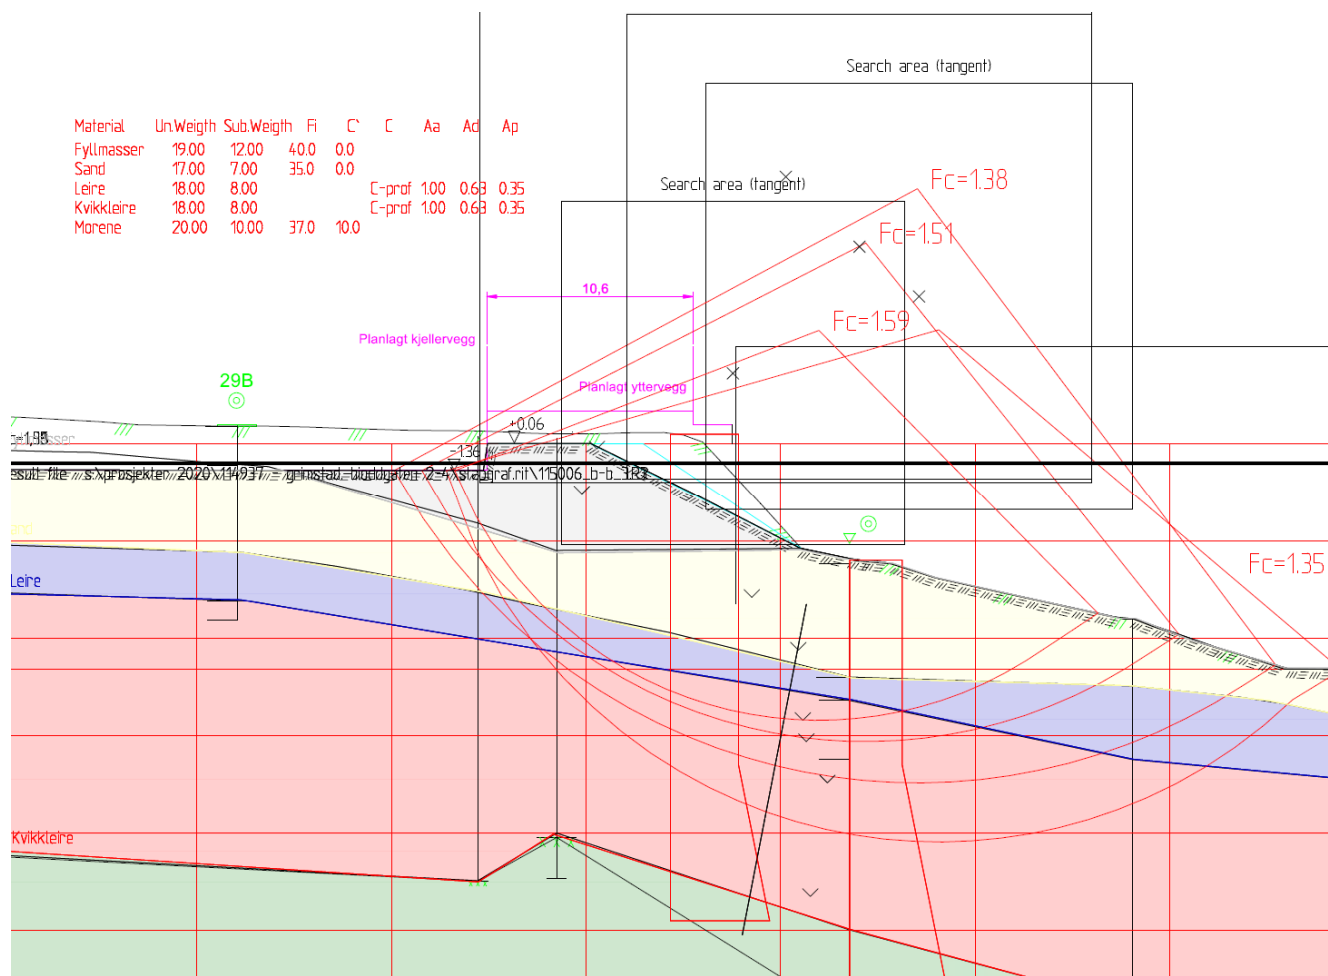 Search area (tangent)
Material Un.Weigth Sub.Weigth Fi C` C Aa Ad Ap
Fyllmasser 19.00 12.00 40.0 0.0
Sand 17.00 7.00 35.0 0.0
Leire 18.00 8.00 C-prof 1.00 0.63 0.35
Kvikkleire 18.00 8.00 C-prof 1.00 0.63 0.35
Morene 20.00 10.00 37.0 10.0
Search area (tangent)
Fc=1.38
Fc=1.51
10,6
Fc=1.59
Planlagt kjellervegg
29B
Planlagt yttervegg
+0.06
-1.36
Fc=1.35
Leire
Kvikkleire